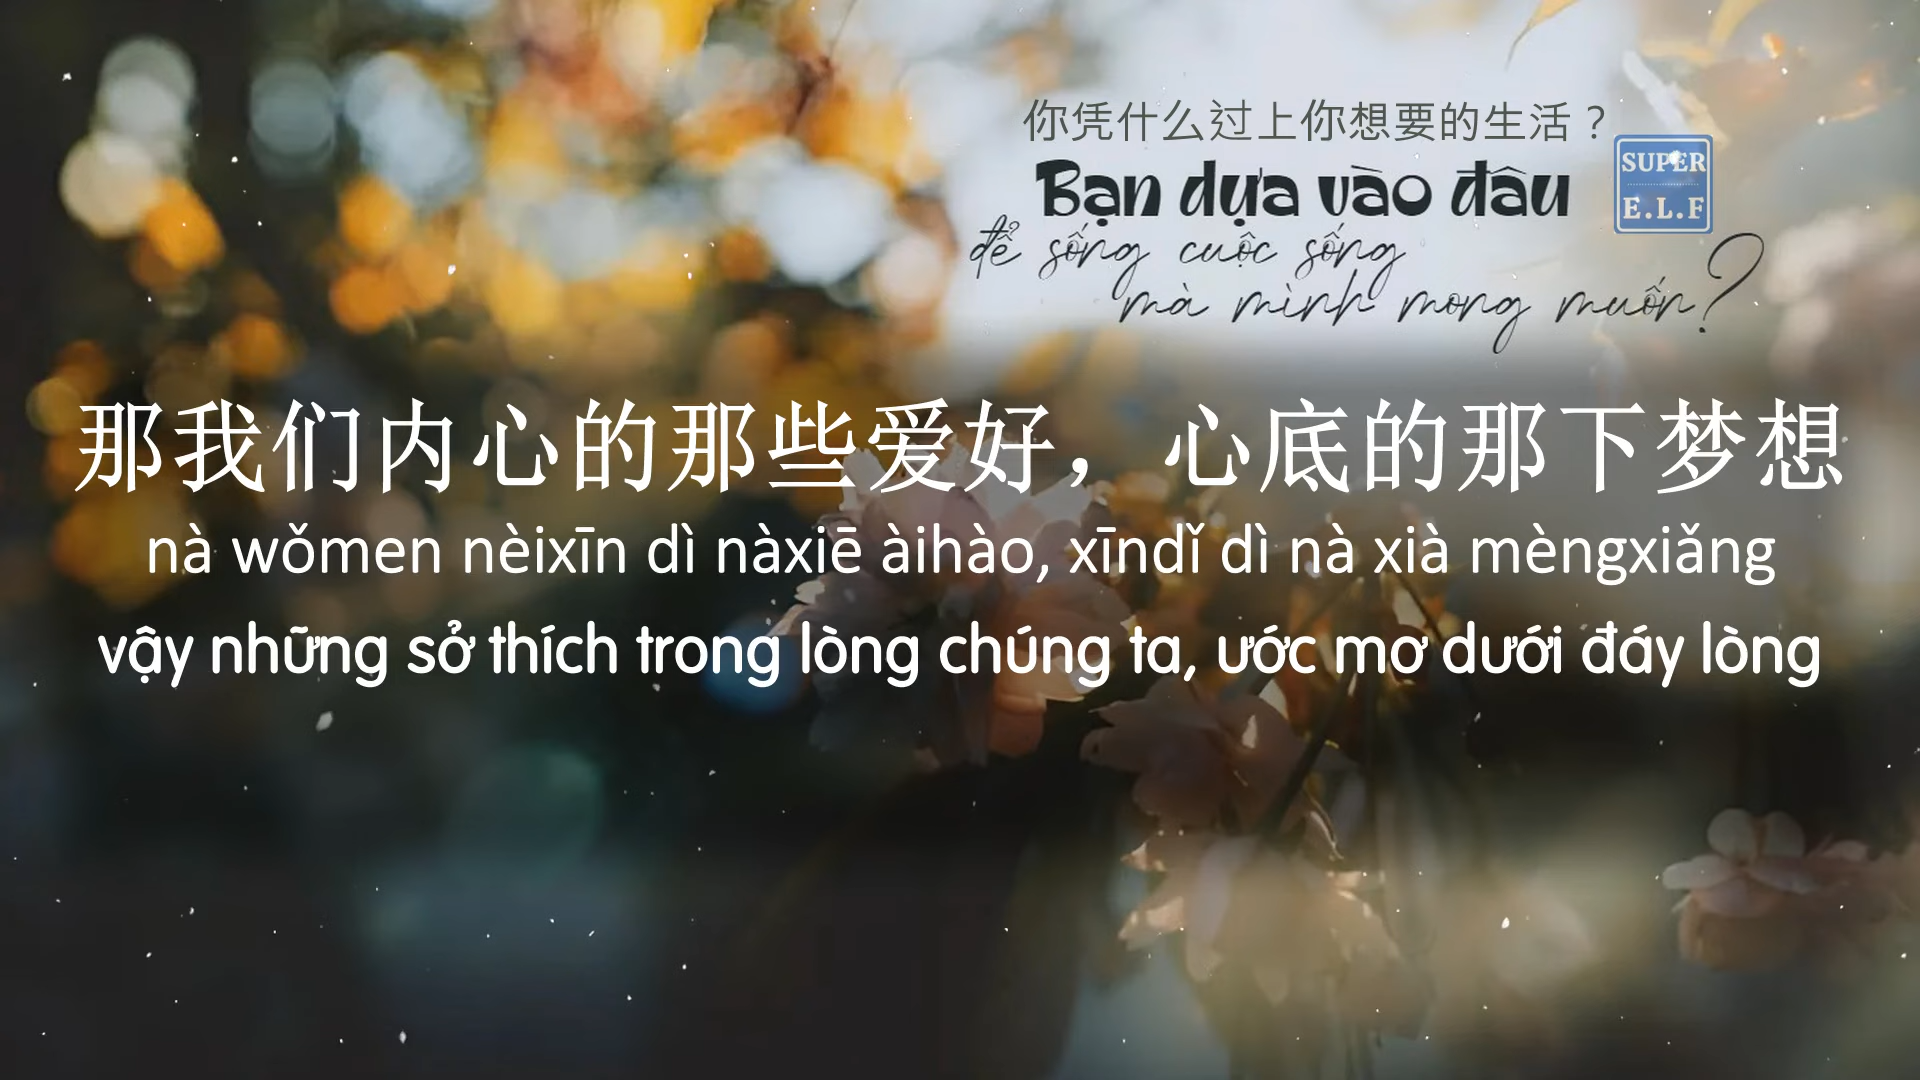 你凭什么过上你想要的生活？
Bạn dựa vào đâu
để sống cuộc sống
mà mình mong muốn?
SUPER
E.L.F
那我们内心的那些爱好，心底的那下梦想
nà wǒmen nèixīn dì nàxiē àihào, xīndǐ dì nà xià mèngxiǎng
vậy những sở thích trong lòng chúng ta, ước mơ dưới đáy lòng